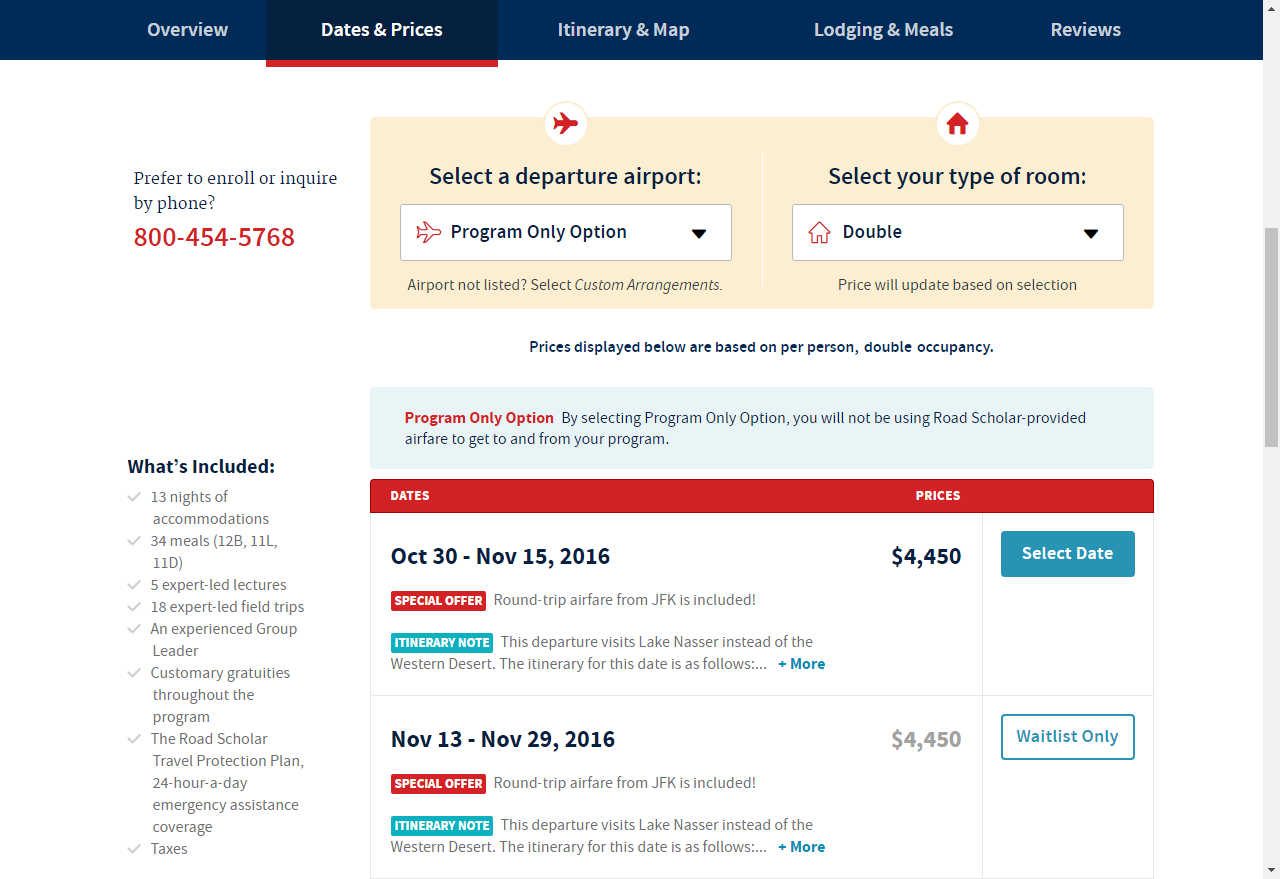 Overview
Dates & Prices
Itinerary & Map
Lodging & Meals
Reviews
Prefer to enroll or inquire
by phone?
800-454-5768
Select a departure airport:
Program Only Option
Airport not listed? Select Custom Arrangements.
Select your type of room:
Double
Price will update based on selection
Prices displayed below are based on per person, double occupancy.
Program Only Option By selecting Program Only Option, you will not be using Road Scholar-provided
airfare to get to and from your program.
What’s Included:
13 nights of
accommodations
34 meals (12B, 11L,
11D)
5 expert-led lectures
18 expert-led field trips
An experienced Group
Leader
Customary gratuities
throughout the
program
The Road Scholar
Travel Protection Plan,
24-hour-a-day
emergency assistance
coverage
Taxes
DATES
PRICES
Oct 30 - Nov 15, 2016
$4,450
Select Date
SPECIAL OFFER Round-trip airfare from JFK is included!
ITINERARY NOTE This departure visits Lake Nasser instead of the
Western Desert. The itinerary for this date is as follows:... + More
Nov 13 - Nov 29, 2016
$4,450
Waitlist Only
SPECIAL OFFER Round-trip airfare from JFK is included!
ITINERARY NOTE This departure visits Lake Nasser instead of the
Western Desert. The itinerary for this date is as follows:... + More